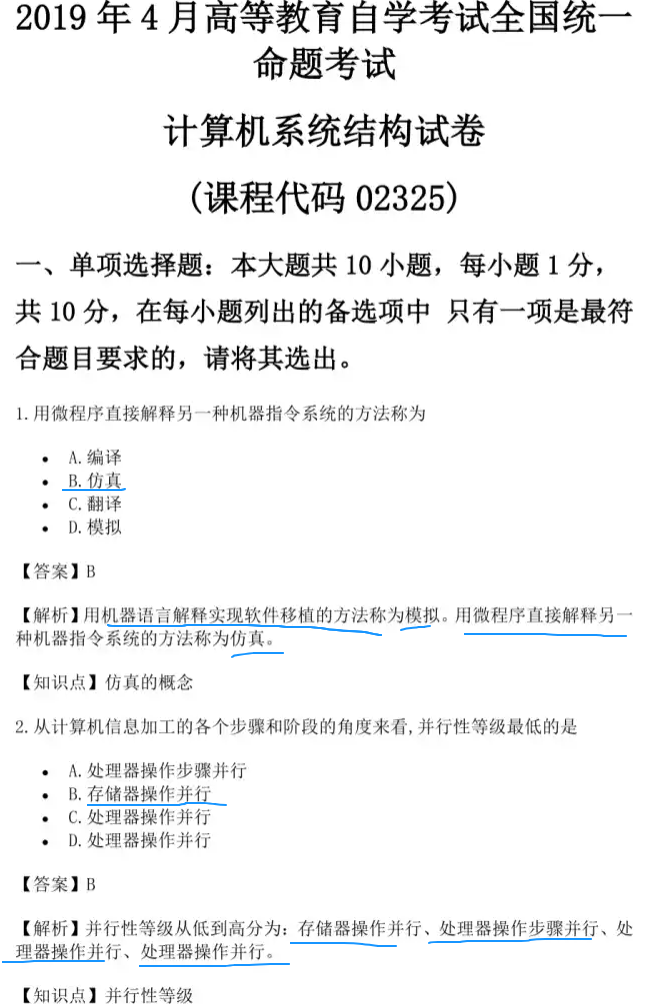 2019 年 4 月高等教育自学考试全国统一
命题考试
计算机系统结构试卷
(课程代码 02325)
一、单项选择题：本大题共 10 小题，每小题 1 分，
共 10 分，在每小题列出的备选项中 只有一项是最符
合题目要求的，请将其选出。
1.用微程序直接解释另一种机器指令系统的方法称为
• A.编译
• B.仿真
• C.翻译
• D.模拟
【答案】B
【解析】用机器语言解释实现软件移植的方法称为模拟。用微程序直接解释另一
种机器指令系统的方法称为仿真。
【知识点】仿真的概念
2.从计算机信息加工的各个步骤和阶段的角度来看,并行性等级最低的是
• A.处理器操作步骤并行
• B.存储器操作并行
• C.处理器操作并行
• D.处理器操作并行
【答案】B
【解析】并行性等级从低到高分为：存储器操作并行、处理器操作步骤并行、处
理器操作并行、处理器操作并行。
【知识点】并行性等级